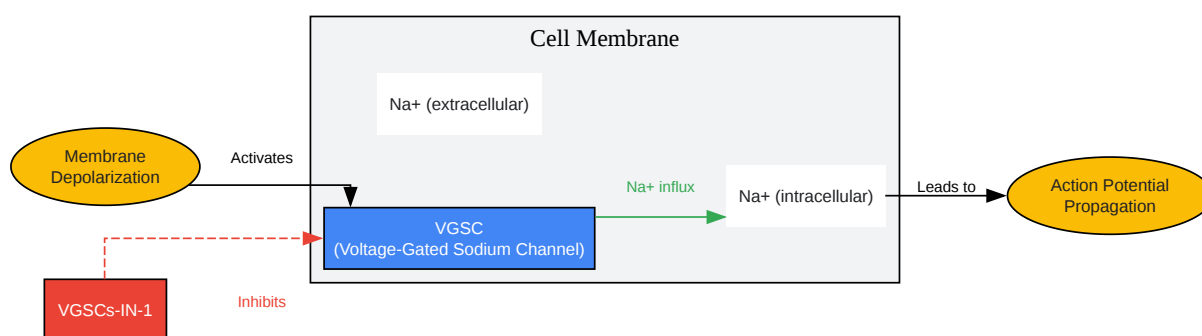 Cell Membrane
Na+ (extracellular)
Membrane
Depolarization
Activates
Na+ influx
Na+ (intracellular)
Leads to
Action Potential
Propagation
VGSC
(Voltage-Gated Sodium Channel)
VGSCs-IN-1
Inhibits